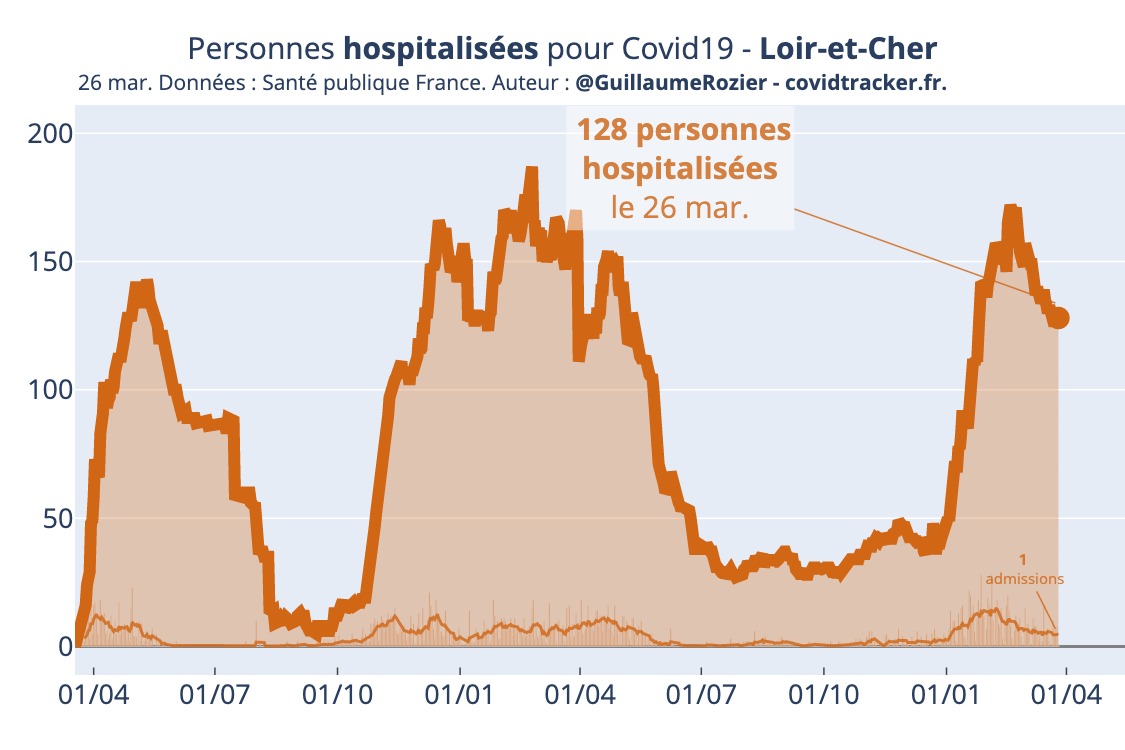 Personnes hospitalisées pour Covid19 - Loir-et-Cher
26 mar. Données : Santé publique France. Auteur : @GuillaumeRozier - covidtracker.fr.
128 personnes
hospitalisées
le 26 mar.
200
150
100
50
0
1
admissions
01/04
01/07
01/10
01/01
01/04
01/07
01/10
01/01
01/04